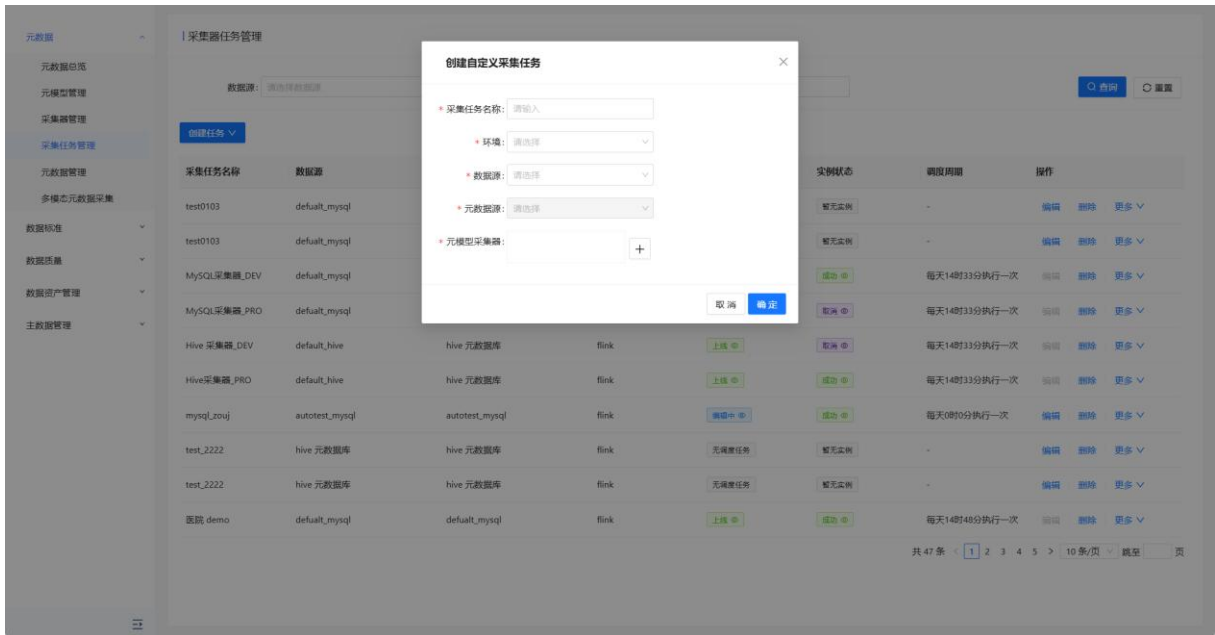 元数据
元数据总览
元模型管理
采集器管理
采集任务管理
元数据管理
多模态元数据采集
数据标准
数据质量
数据资产管理
主数据管理
采集器任务管理
数据源: 请选择数据源
查询 重置
创建任务
创建自定义采集任务
* 采集任务名称: 请输入
* 环境: 请选择
* 数据源: 请选择
* 元数据源: 请选择
* 元模型采集器:
取 消 确 定
采集任务名称 数据源 实例状态 调度周期 操作
test0103 defualt_mysql 暂无实例 - 编辑 删除 更多
test0103 defualt_mysql 暂无实例 - 编辑 删除 更多
MySQL采集器_DEV defualt_mysql 成功 每天14时33分执行一次 编辑 删除 更多
MySQL采集器_PRO defualt_mysql 取消 每天14时33分执行一次 编辑 删除 更多
Hive 采集器_DEV default_hive hive 元数据库 flink 上线 取消 每天14时33分执行一次 编辑 删除 更多
Hive采集器_PRO default_hive hive 元数据库 flink 上线 成功 每天14时33分执行一次 编辑 删除 更多
mysql_zouj autotest_mysql autotest_mysql flink 编辑中 成功 每天0时0分执行一次 编辑 删除 更多
test_2222 hive 元数据库 hive 元数据库 flink 无调度任务 暂无实例 - 编辑 删除 更多
test_2222 hive 元数据库 hive 元数据库 flink 无调度任务 暂无实例 - 编辑 删除 更多
医院 demo defualt_mysql defualt_mysql flink 上线 成功 每天14时48分执行一次 编辑 删除 更多
共 47 条 < 1 2 3 4 5 > 10 条/页 跳至 页